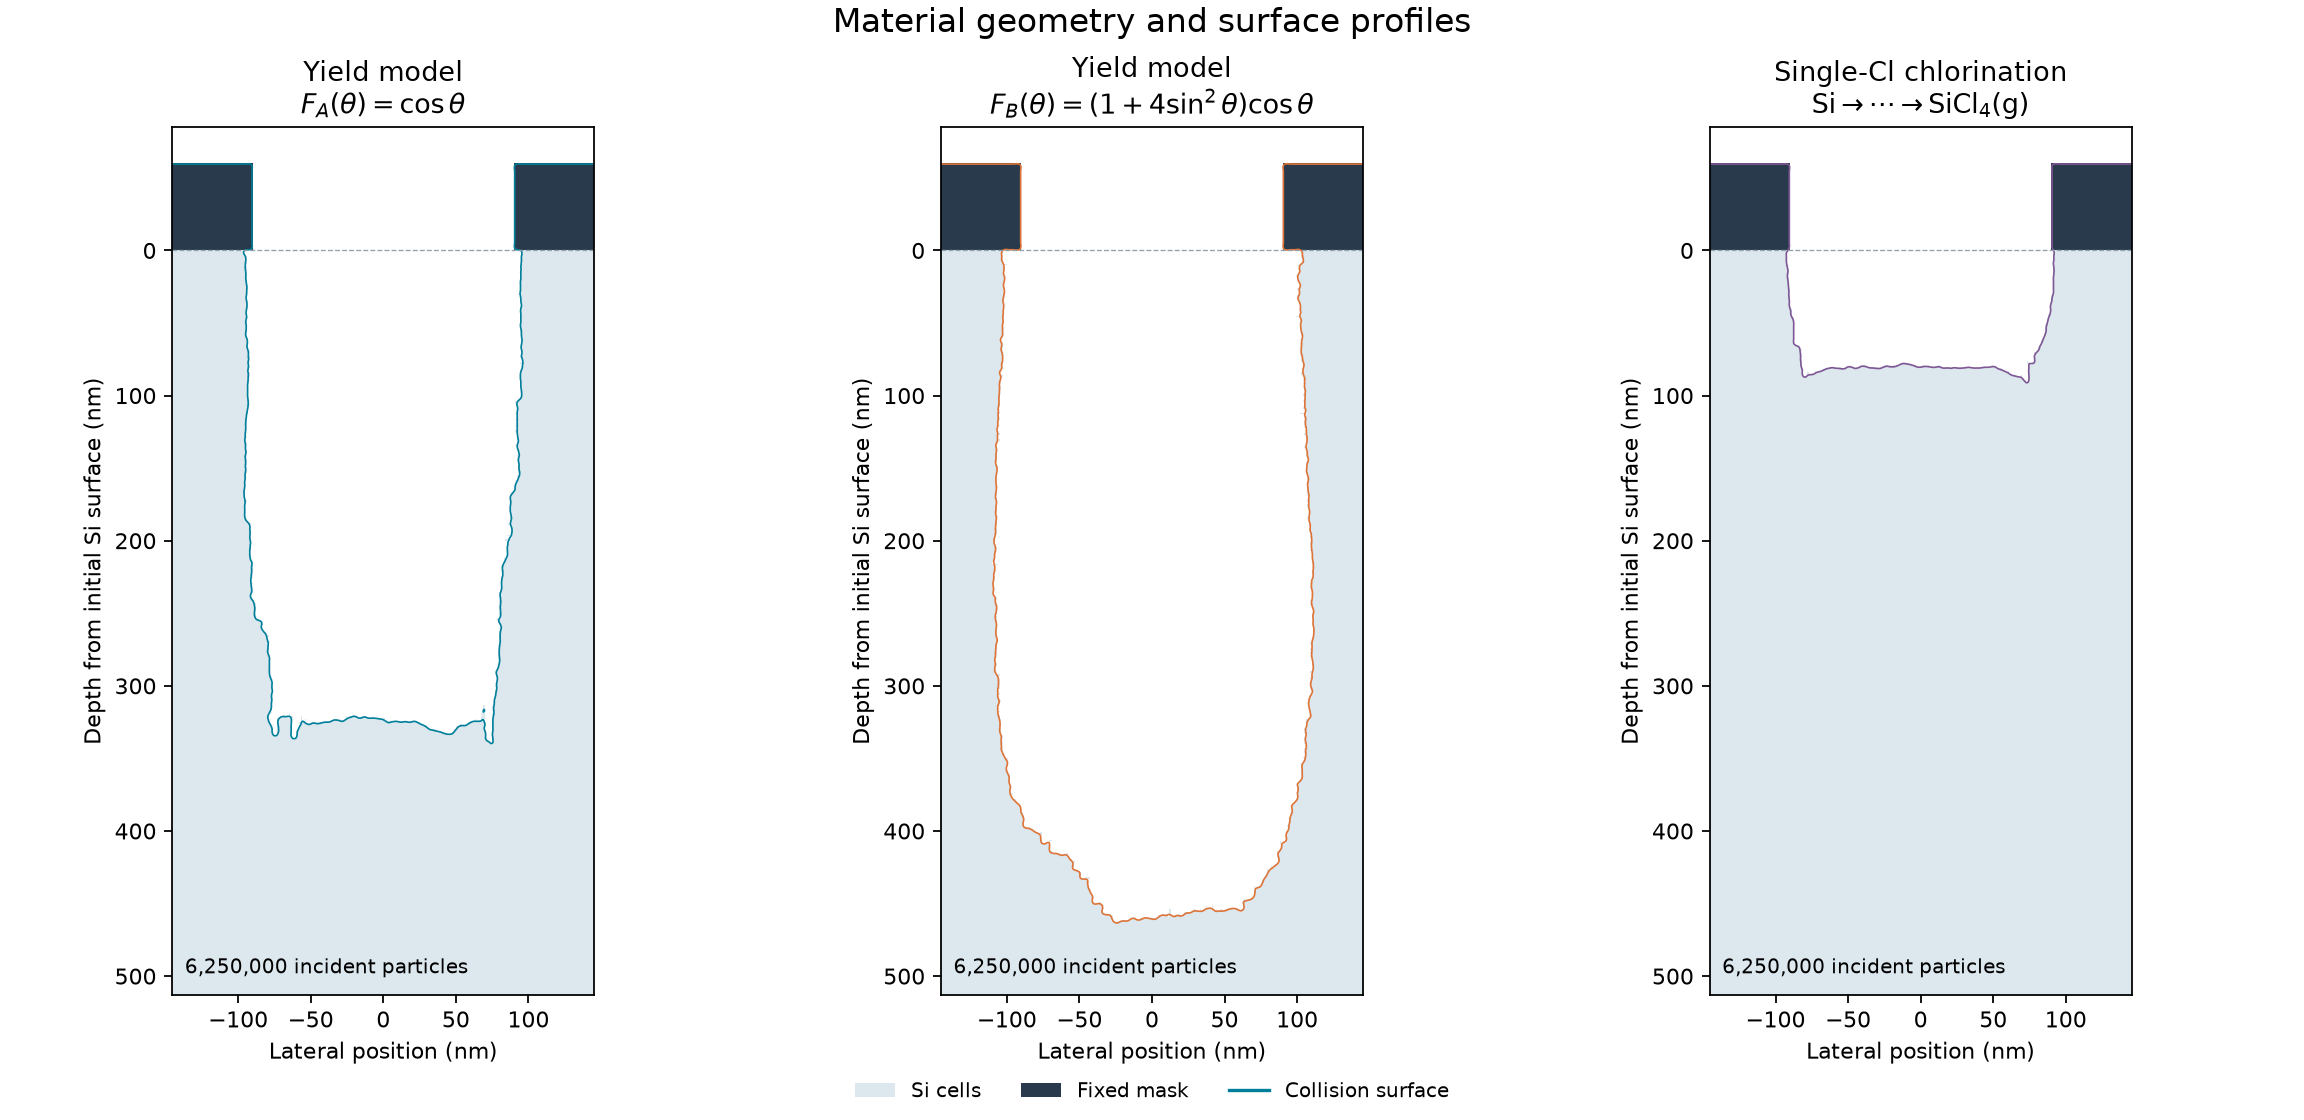 Material geometry and surface profiles
Yield model
F_A(θ) = cos θ
Yield model
F_B(θ) = (1 + 4sin² θ)cos θ
Single-Cl chlorination
Si → ⋯ → SiCl₄(g)
Depth from initial Si surface (nm)
0
100
200
300
400
500
6,250,000 incident particles
−100 −50 0 50 100
Lateral position (nm)
Depth from initial Si surface (nm)
0
100
200
300
400
500
6,250,000 incident particles
−100 −50 0 50 100
Lateral position (nm)
Depth from initial Si surface (nm)
0
100
200
300
400
500
6,250,000 incident particles
−100 −50 0 50 100
Lateral position (nm)
Si cells Fixed mask Collision surface